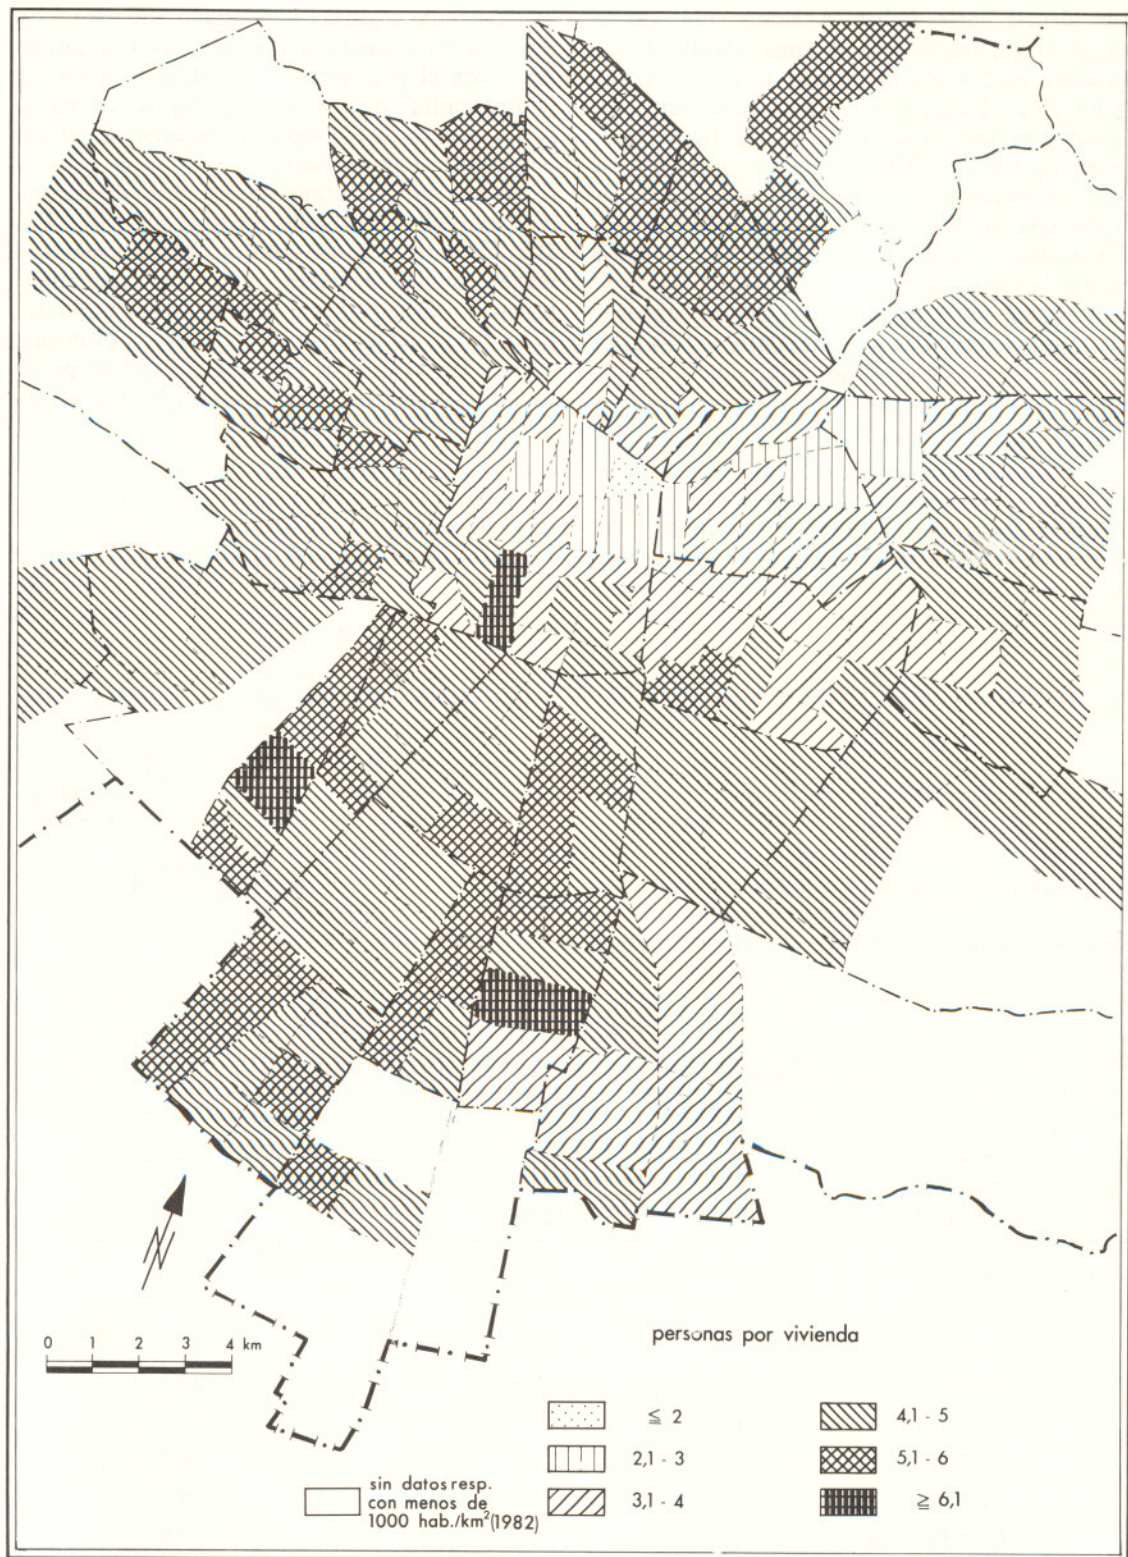 0 1 2 3 4 km
personas por vivienda
≦ 2
2,1 - 3
3,1 - 4
4,1 - 5
5,1 - 6
≧ 6,1
sin datos resp.
con menos de
1000 hab./km²(1982)